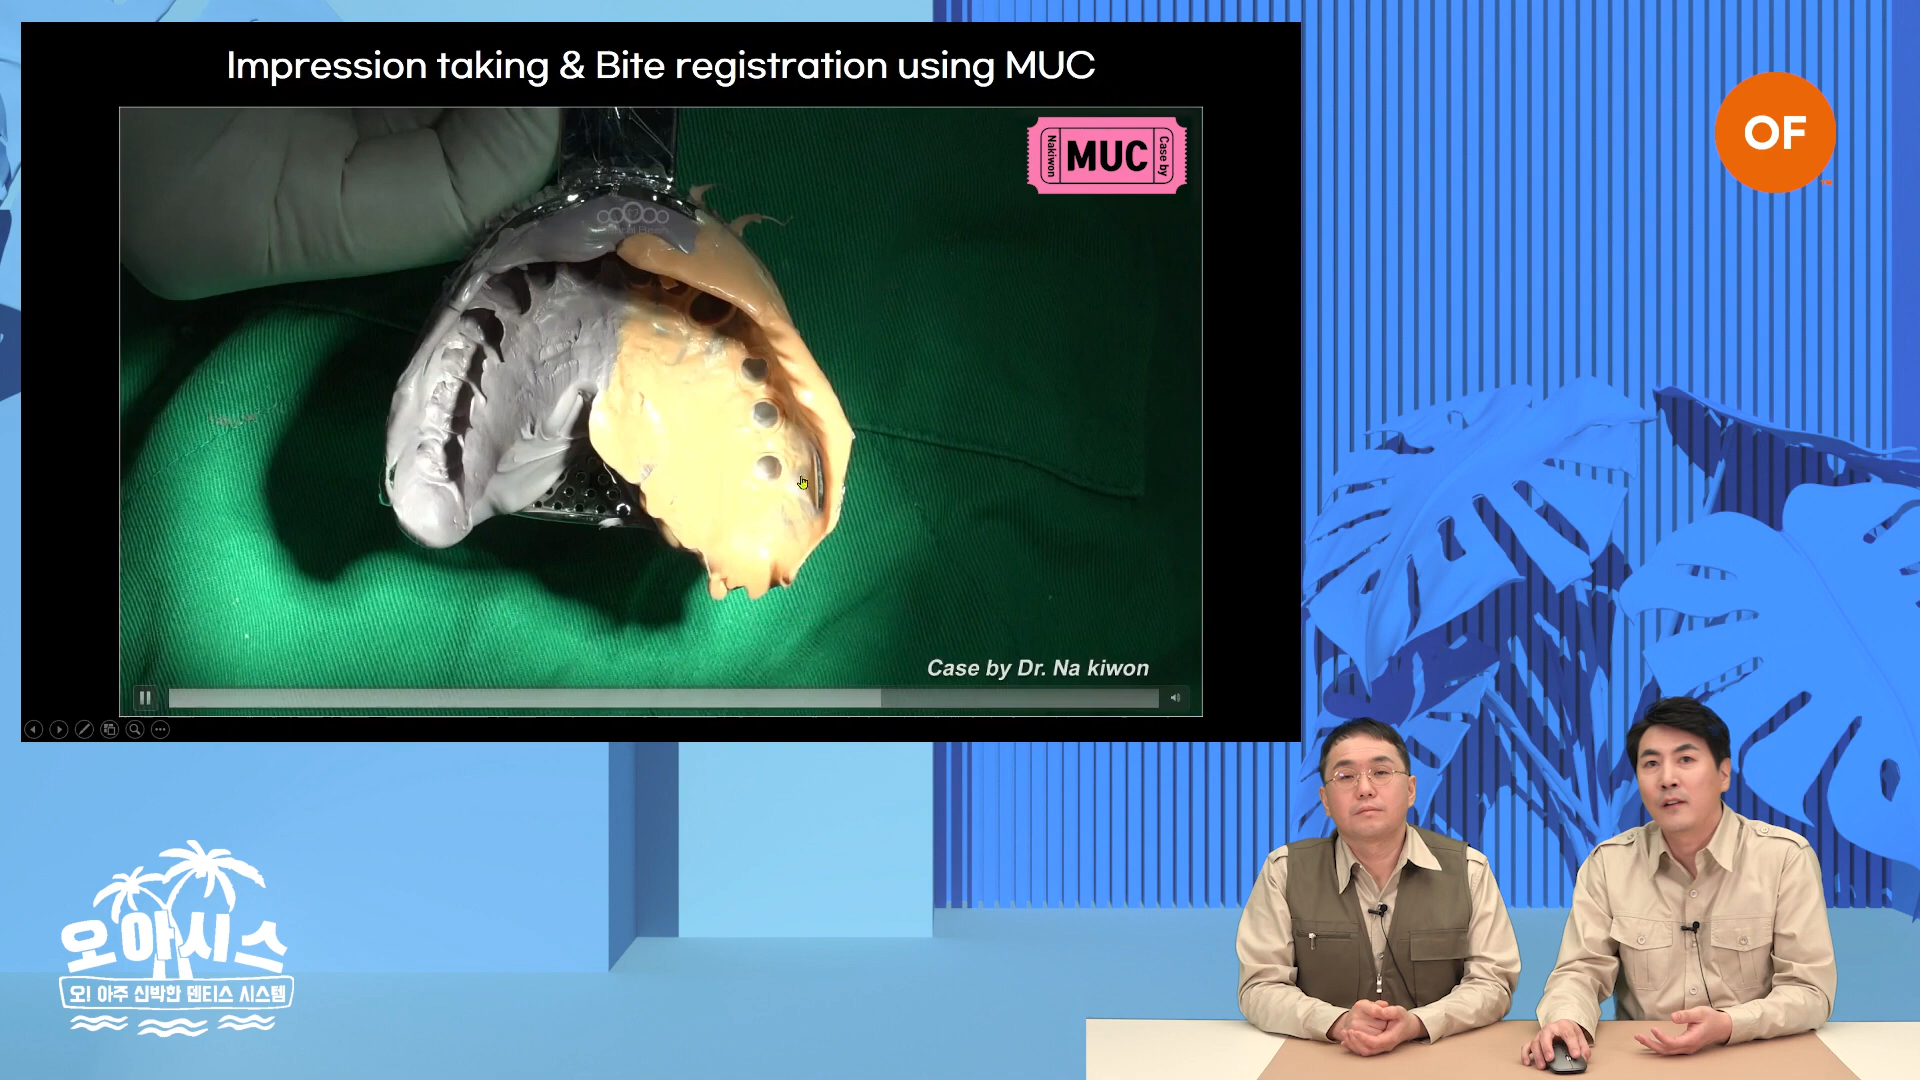 Impression taking & Bite registration using MUC
Nakiwon
MUC
Case by
OF
Case by Dr. Na kiwon
오아시스
오! 아주 신박한 덴티스 시스템